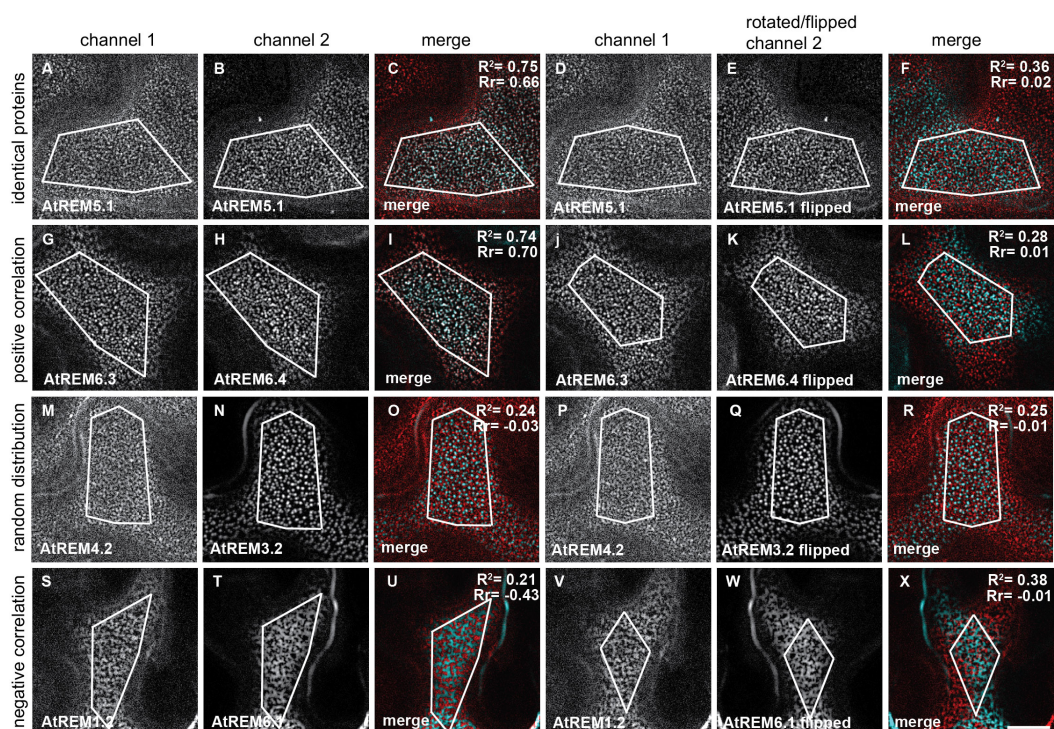 channel 1
channel 2
merge
channel 1
rotated/flipped
channel 2
merge
identical proteins
A
AtREM5.1
B
AtREM5.1
C
R²= 0.75
Rr= 0.66
merge
D
AtREM5.1
E
AtREM5.1 flipped
F
R²= 0.36
Rr= 0.02
merge
positive correlation
G
AtREM6.3
H
AtREM6.4
I
R²= 0.74
Rr= 0.70
merge
j
AtREM6.3
K
AtREM6.4 flipped
L
R²= 0.28
Rr= 0.01
merge
random distribution
M
AtREM4.2
N
AtREM3.2
O
R²= 0.24
Rr= -0.03
merge
P
AtREM4.2
Q
AtREM3.2 flipped
R
R²= 0.25
Rr= -0.01
merge
negative correlation
S
AtREM1.2
T
AtREM6.1
U
R²= 0.21
Rr= -0.43
merge
V
AtREM1.2
W
AtREM6.1 flipped
X
R²= 0.38
Rr= -0.01
merge